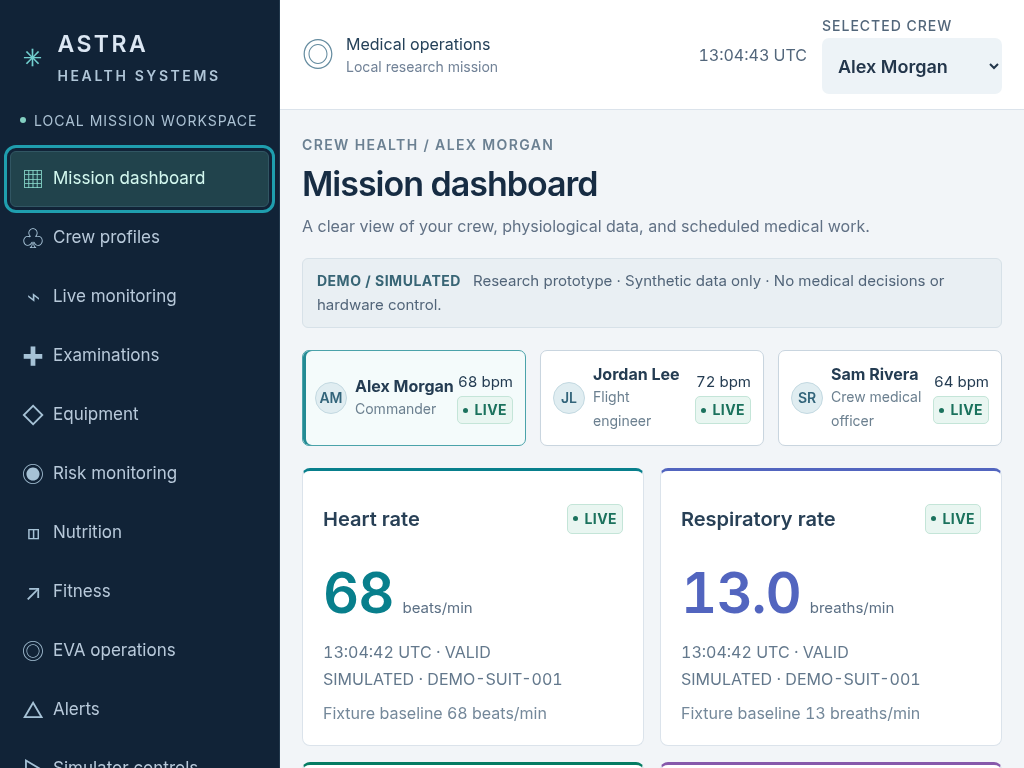 ASTRA
HEALTH SYSTEMS
LOCAL MISSION WORKSPACE
Mission dashboard
Crew profiles
Live monitoring
Examinations
Equipment
Risk monitoring
Nutrition
Fitness
EVA operations
Alerts
Simulator controls
Medical operations
Local research mission
13:04:43 UTC
SELECTED CREW
Alex Morgan
CREW HEALTH / ALEX MORGAN
Mission dashboard
A clear view of your crew, physiological data, and scheduled medical work.
DEMO / SIMULATED Research prototype · Synthetic data only · No medical decisions or
hardware control.
AM
Alex Morgan
Commander
68 bpm
LIVE
JL
Jordan Lee
Flight
engineer
72 bpm
LIVE
SR
Sam Rivera
Crew medical
officer
64 bpm
LIVE
Heart rate
LIVE
68 beats/min
13:04:42 UTC · VALID
SIMULATED · DEMO-SUIT-001
Fixture baseline 68 beats/min
Respiratory rate
LIVE
13.0 breaths/min
13:04:42 UTC · VALID
SIMULATED · DEMO-SUIT-001
Fixture baseline 13 breaths/min